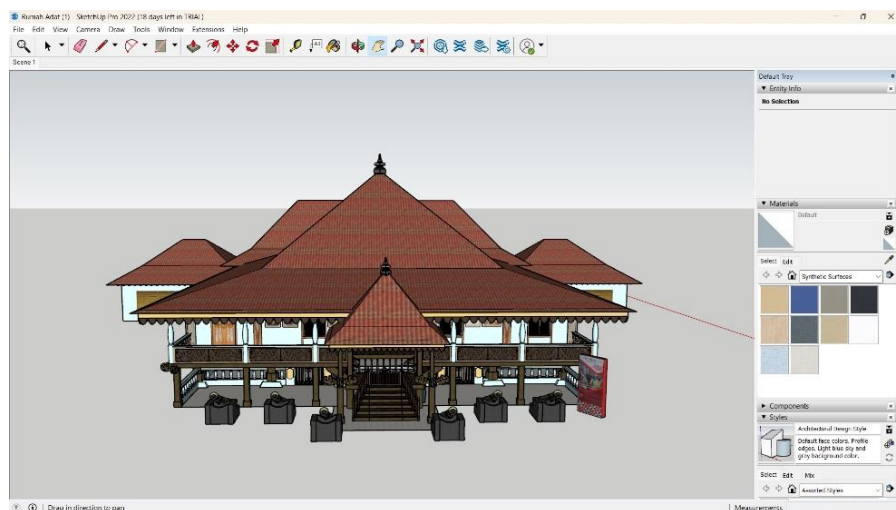 Rumah Adat (1) - SketchUp Pro 2022 (18 days left in TRIAL)
File Edit View Camera Draw Tools Window Extensions Help
Scene 1
Default Tray
Entity Info
No Selection
Materials
Default
Select Edit
Synthetic Surfaces
Components
Styles
Architectural Design Style
Default face colors. Profile
edges. Light blue sky and
gray background color.
Select Edit Mix
Assorted Styles
Drag in direction to pan
Measurements